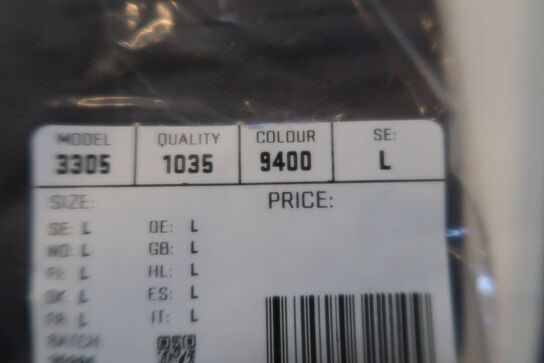 MODEL QUALITY COLOUR SE:
3305 1035 9400 L
SIZE: PRICE:
SE: L DE: L
NO: L GB: L
FI: L NL: L
DK: L ES: L
FR: L IT: L
BATCH: